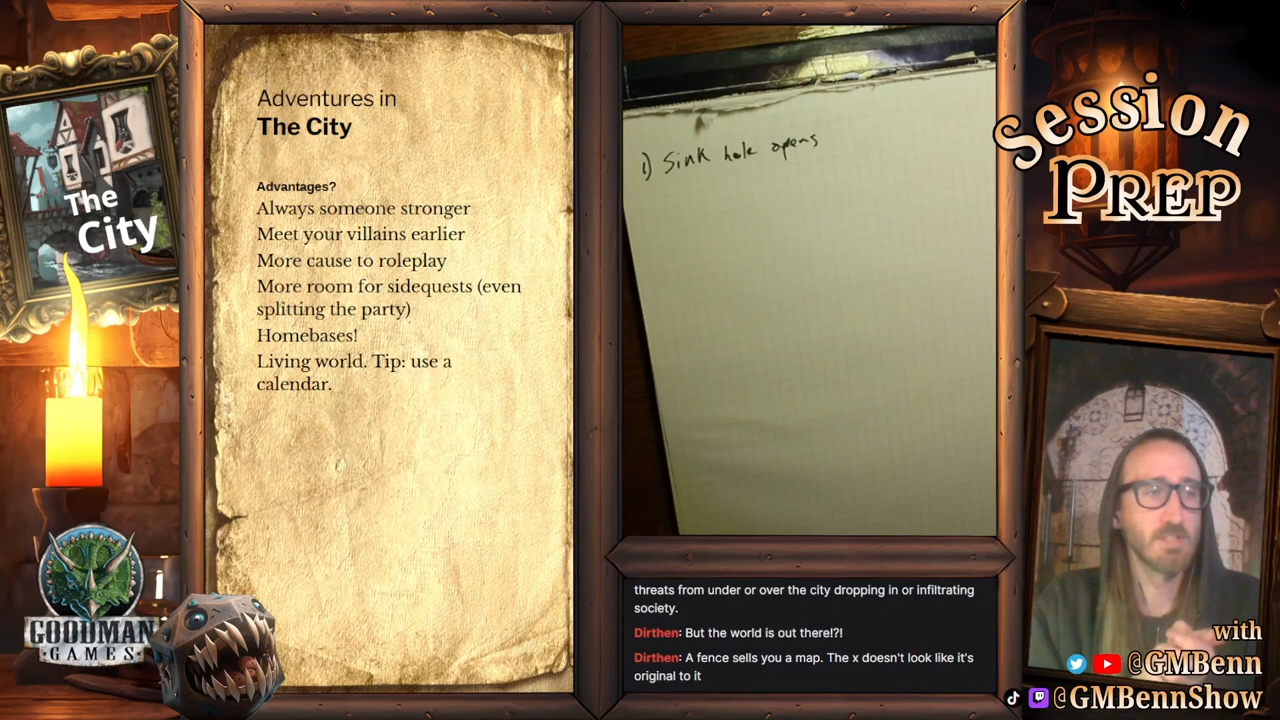 The
City
Adventures in
The City
Advantages?
Always someone stronger
Meet your villains earlier
More cause to roleplay
More room for sidequests (even
splitting the party)
Homebases!
Living world. Tip: use a
calendar.
1) Sink hole opens
threats from under or over the city dropping in or infiltrating
society.
Dirthen: But the world is out there!?!
Dirthen: A fence sells you a map. The x doesn't look like it's
original to it
Session
PREP
with
@GMBenn
@GMBennShow
GOODMAN
GAMES